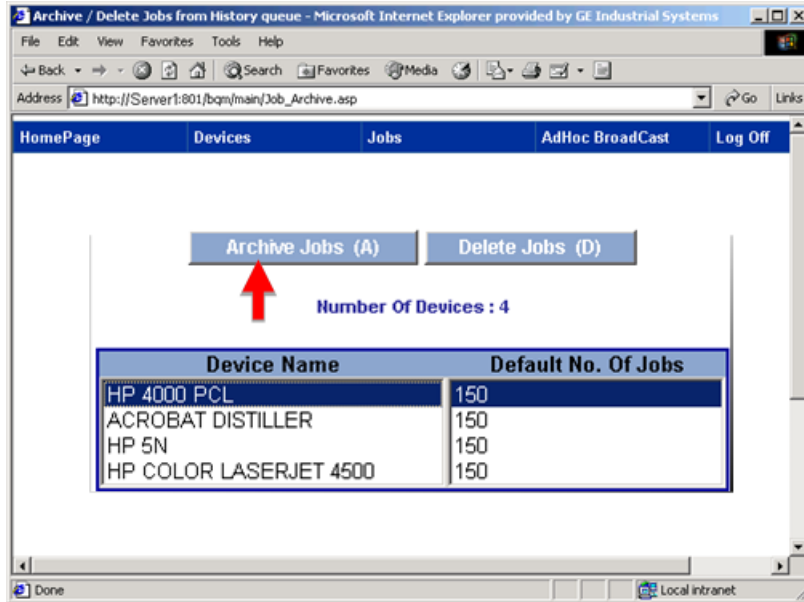 Archive / Delete Jobs from History queue - Microsoft Internet Explorer provided by GE Industrial Systems
File Edit View Favorites Tools Help
Back Search Favorites Media
Address http://Server1:801/bqm/main/Job_Archive.asp Go Links
HomePage Devices Jobs AdHoc BroadCast Log Off
Archive Jobs (A) Delete Jobs (D)
Number Of Devices : 4
Device Name Default No. Of Jobs
HP 4000 PCL 150
ACROBAT DISTILLER 150
HP 5N 150
HP COLOR LASERJET 4500 150
Done Local intranet